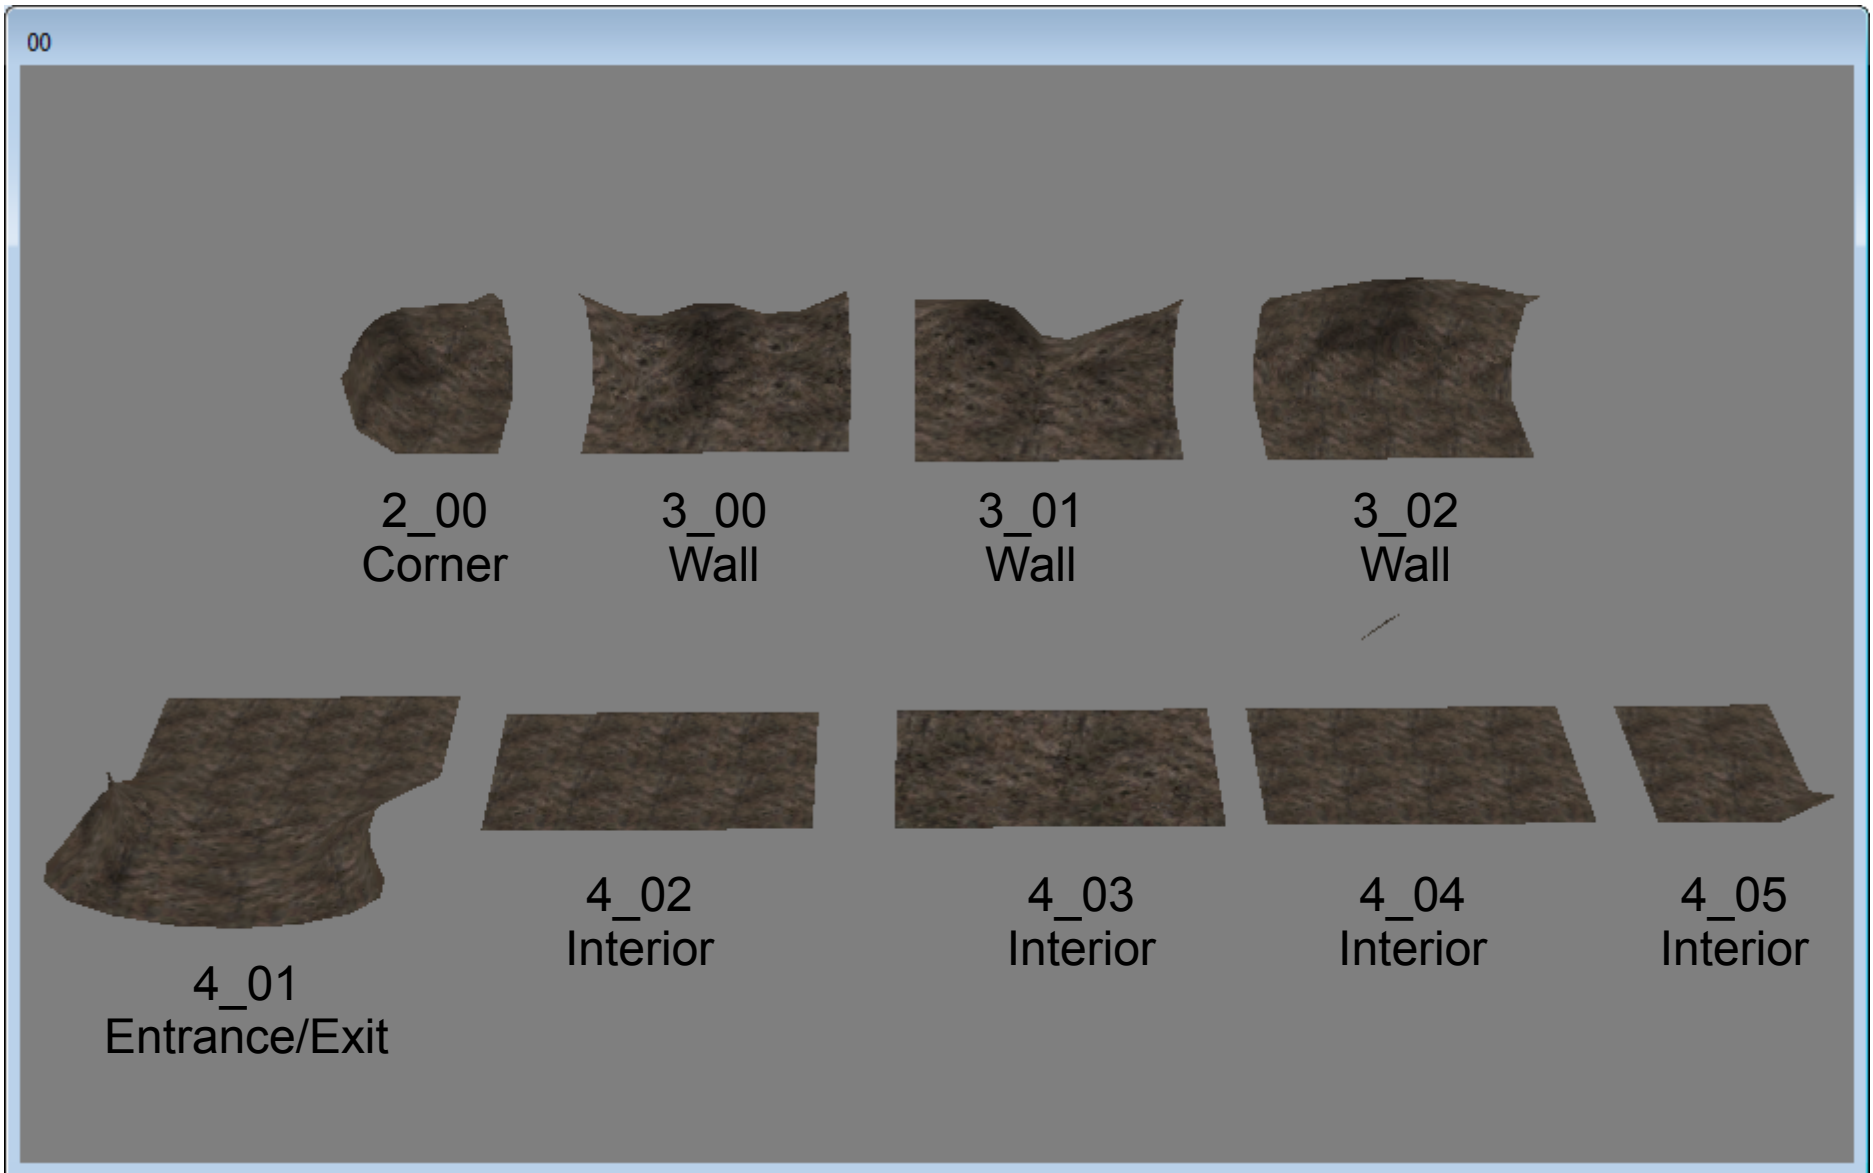 00
2_00
Corner
3_00
Wall
3_01
Wall
3_02
Wall
4_01
Entrance/Exit
4_02
Interior
4_03
Interior
4_04
Interior
4_05
Interior